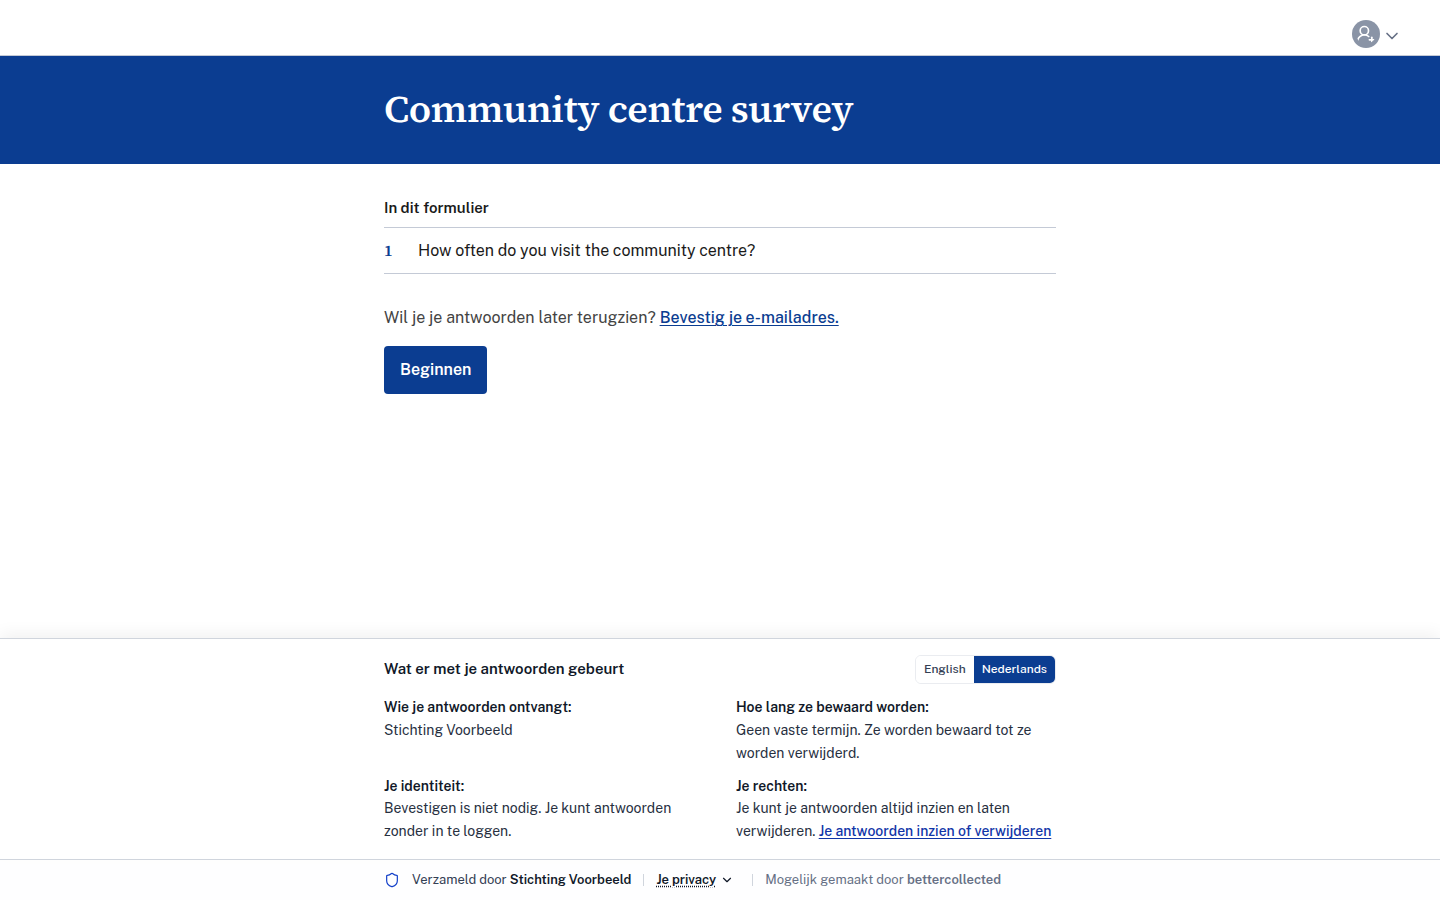 Community centre survey
In dit formulier
1 How often do you visit the community centre?
Wil je je antwoorden later terugzien? Bevestig je e-mailadres.
Beginnen
Wat er met je antwoorden gebeurt
English Nederlands
Wie je antwoorden ontvangt:
Stichting Voorbeeld
Hoe lang ze bewaard worden:
Geen vaste termijn. Ze worden bewaard tot ze
worden verwijderd.
Je identiteit:
Bevestigen is niet nodig. Je kunt antwoorden
zonder in te loggen.
Je rechten:
Je kunt je antwoorden altijd inzien en laten
verwijderen. Je antwoorden inzien of verwijderen
Verzameld door Stichting Voorbeeld Je privacy Mogelijk gemaakt door bettercollected